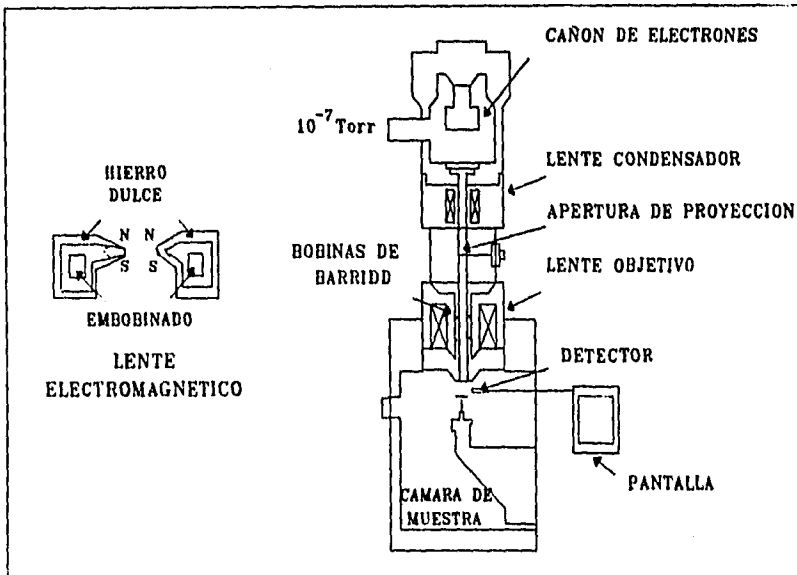 CAÑON DE ELECTRONES
10⁻⁷ Torr
LENTE CONDENSADOR
HIERRO
DULCE
APERTURA DE PROYECCION
N N
S S
BOBINAS DE
BARRIDO
LENTE OBJETIVO
EMBOBINADO
LENTE
ELECTROMAGNETICO
DETECTOR
PANTALLA
CAMARA DE
MUESTRA